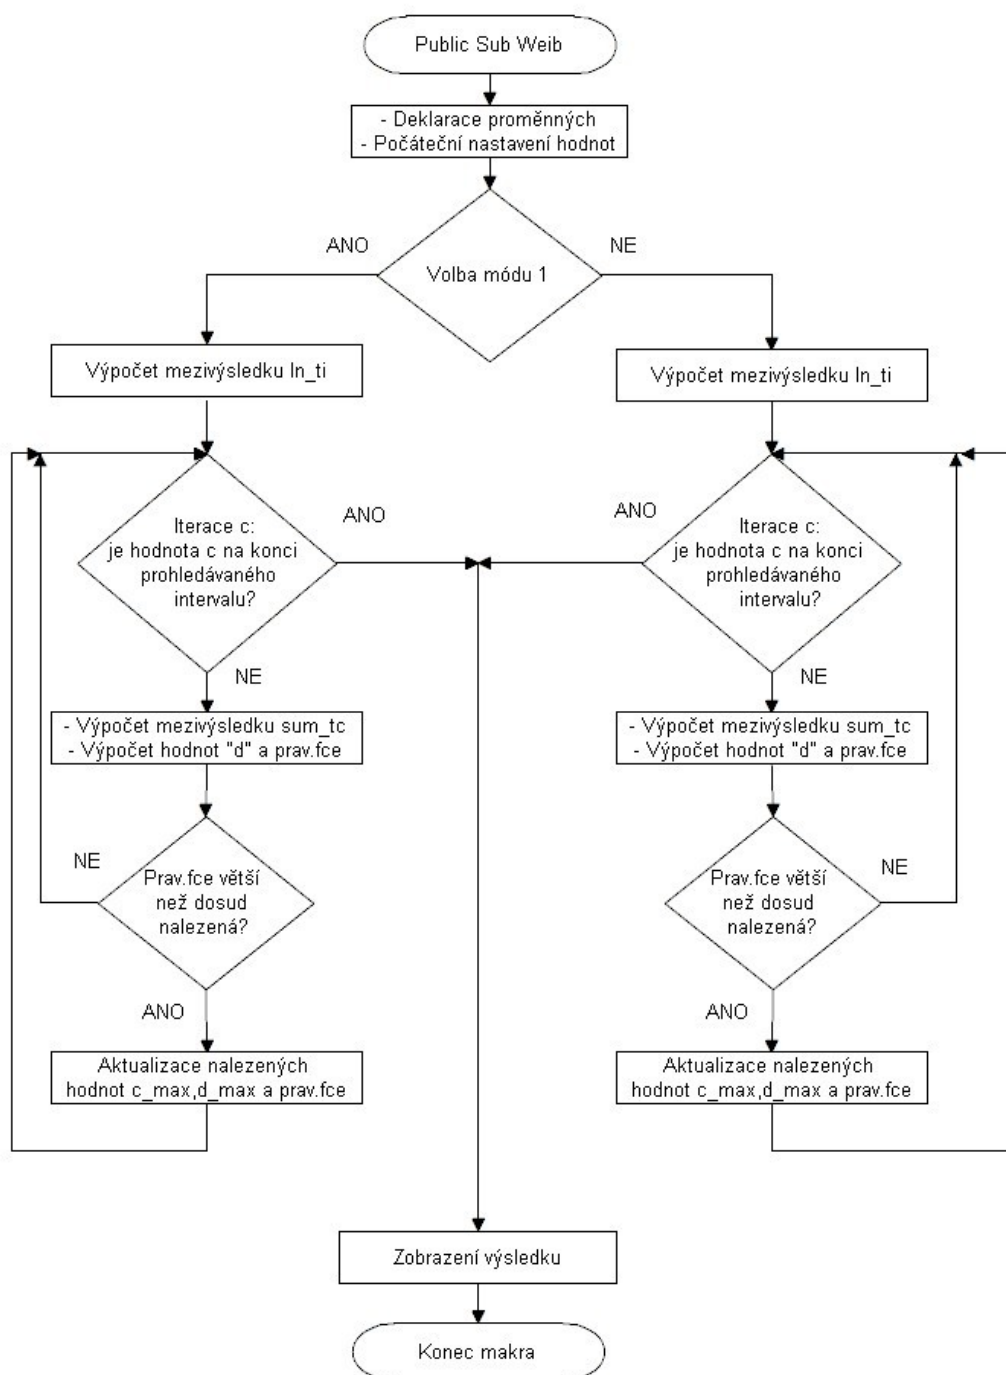 Public Sub Weib
- Deklarace proměnných
- Počáteční nastavení hodnot
ANO
NE
Volba módu 1
Výpočet mezivýsledku ln_ti
Výpočet mezivýsledku ln_ti
Iterace c:
je hodnota c na konci
prohledávaného
intervalu?
ANO
ANO
Iterace c:
je hodnota c na konci
prohledávaného
intervalu?
NE
NE
- Výpočet mezivýsledku sum_tc
- Výpočet hodnot "d" a prav.fce
- Výpočet mezivýsledku sum_tc
- Výpočet hodnot "d" a prav.fce
NE
Prav.fce větší
než dosud
nalezená?
Prav.fce větší
než dosud
nalezená?
NE
ANO
ANO
Aktualizace nalezených
hodnot c_max,d_max a prav.fce
Aktualizace nalezených
hodnot c_max,d_max a prav.fce
Zobrazení výsledku
Konec makra